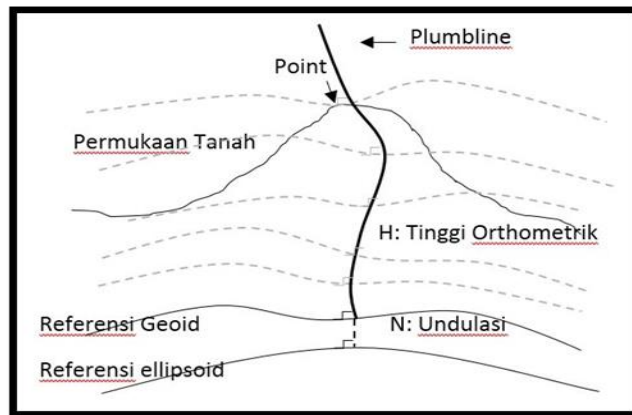 Plumbline
Point
Permukaan Tanah
H: Tinggi Orthometrik
Referensi Geoid
N: Undulasi
Referensi ellipsoid